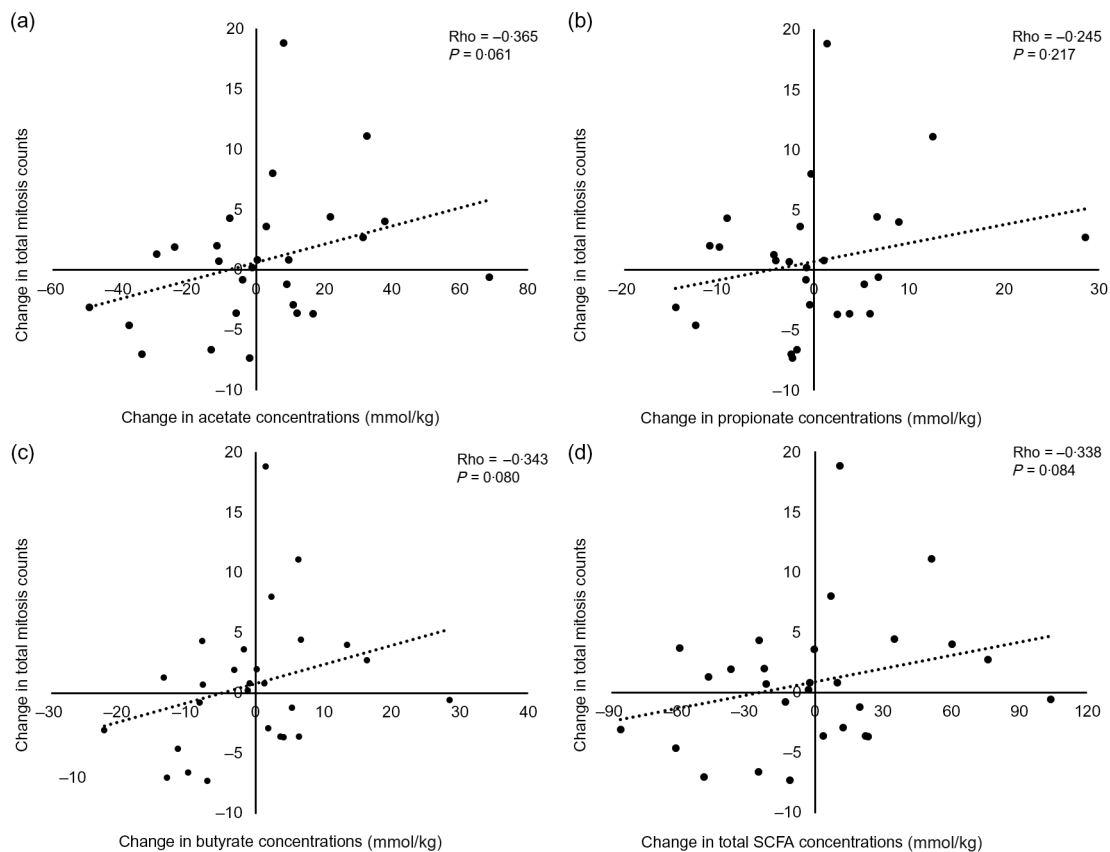 (a)
Rho = –0·365
P = 0·061
Change in total mitosis counts
20
15
10
5
0
–5
–10
–60
–40
–20
0
20
40
60
80
Change in acetate concentrations (mmol/kg)
(b)
Rho = –0·245
P = 0·217
Change in total mitosis counts
20
15
10
5
0
–5
–10
–20
–10
0
10
20
30
Change in propionate concentrations (mmol/kg)
(c)
Rho = –0·343
P = 0·080
Change in total mitosis counts
20
15
10
5
0
–5
–10
–30
–20
–10
0
10
20
30
40
Change in butyrate concentrations (mmol/kg)
(d)
Rho = –0·338
P = 0·084
Change in total mitosis counts
20
15
10
5
0
–5
–10
–90
–60
–30
0
30
60
90
120
Change in total SCFA concentrations (mmol/kg)